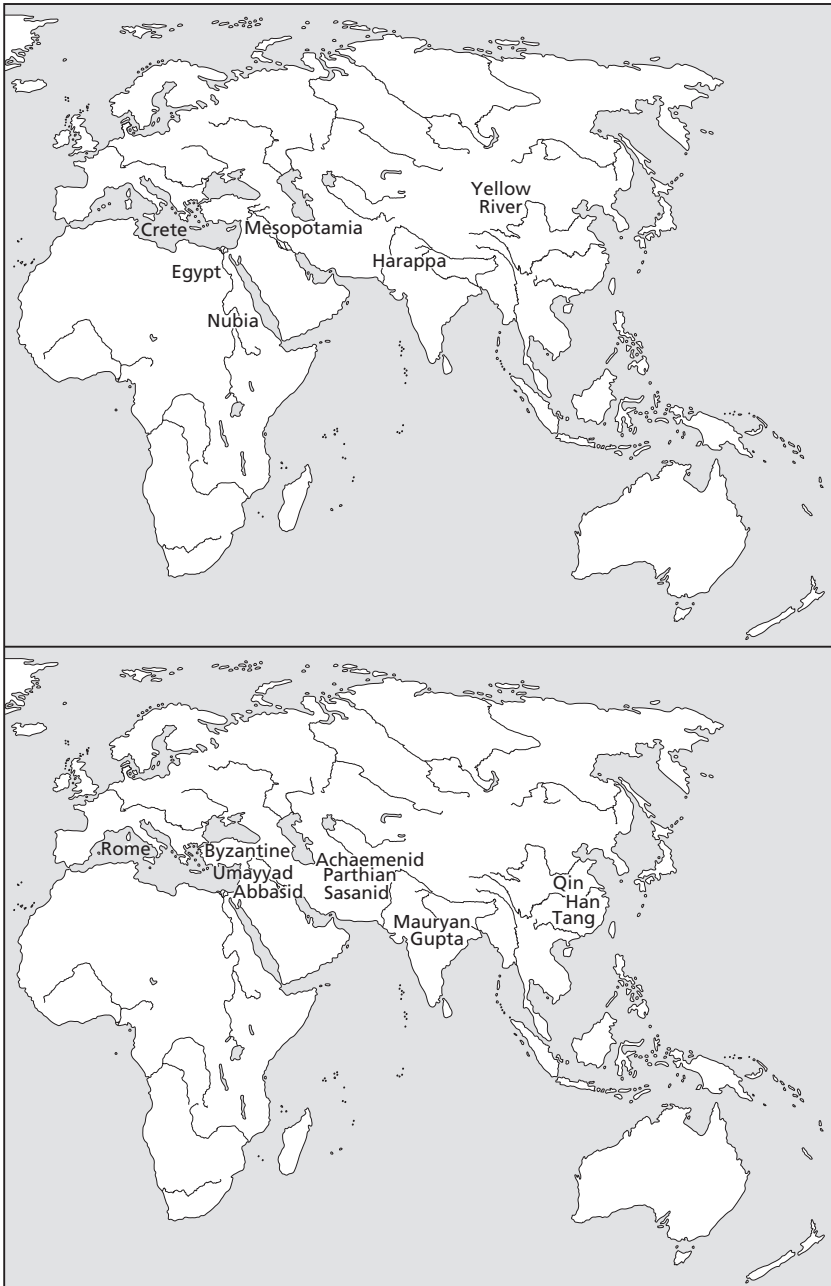 Yellow
River
Crete
Mesopotamia
Egypt
Harappa
Nubia
Rome
Byzantine
Umayyad
Abbasid
Achaemenid
Parthian
Sasanid
Mauryan
Gupta
Qin
Han
Tang